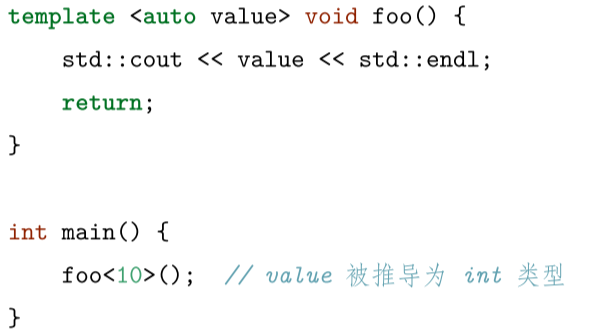 template <auto value> void foo() {
    std::cout << value << std::endl;
    return;
}

int main() {
    foo<10>();  // value 被推导为 int 类型
}